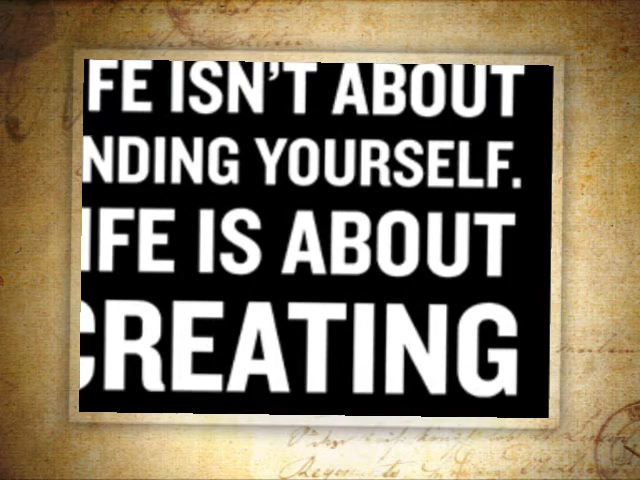 FE ISN'T ABOUT
NDING YOURSELF.
IFE IS ABOUT
CREATING